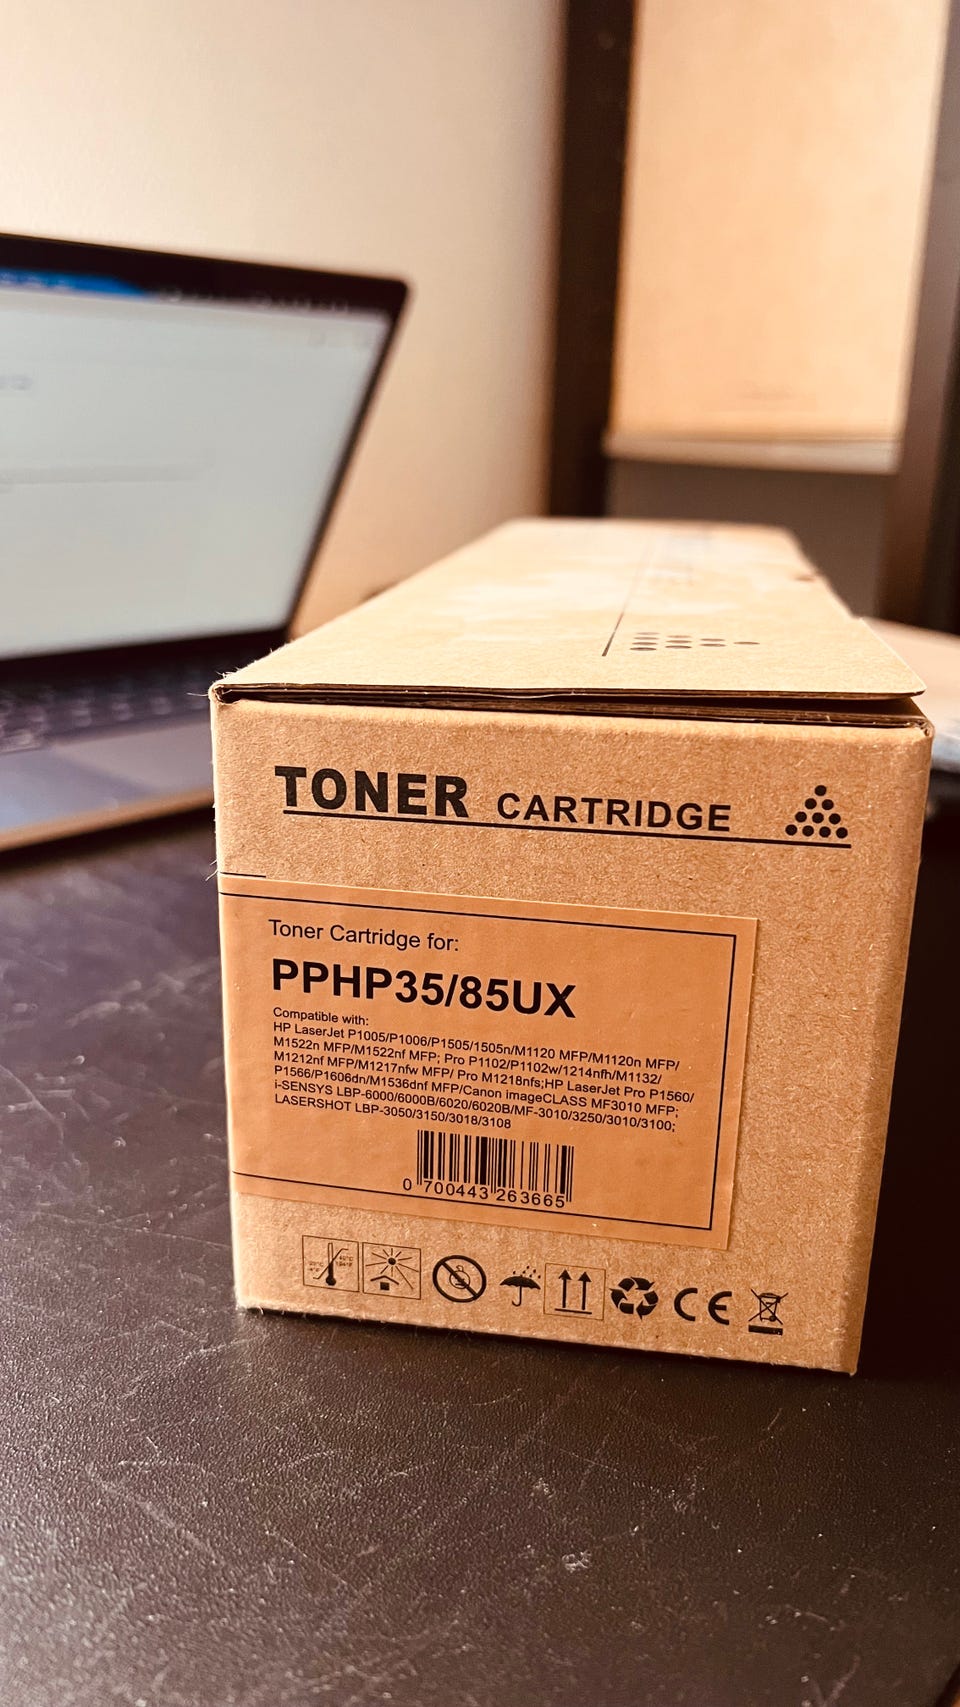 TONER CARTRIDGE
Toner Cartridge for:
PPHP35/85UX
Compatible with:
HP LaserJet P1005/P1006/P1505/1505n/M1120 MFP/M1120n MFP/
M1522n MFP/M1522nf MFP; Pro P1102/P1102w/1214nfh/M1132/
M1212nf MFP/M1217nfw MFP/ Pro M1218nfs;HP LaserJet Pro P1560/
P1566/P1606dn/M1536dnf MFP/Canon imageCLASS MF3010 MFP;
i-SENSYS LBP-6000/6000B/6020/6020B/MF-3010/3250/3010/3100;
LASERSHOT LBP-3050/3150/3018/3108
0 700443 263665
CE